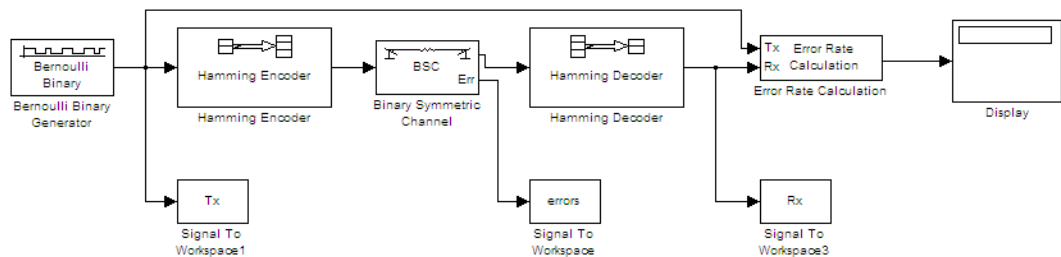 Bernoulli
Binary
Bernoulli Binary
Generator
Hamming Encoder
Hamming Encoder
BSC
Err
Binary Symmetric
Channel
Hamming Decoder
Hamming Decoder
Tx
Rx
Error Rate
Calculation
Error Rate Calculation
Display
Tx
Signal To
Workspace1
errors
Signal To
Workspace
Rx
Signal To
Workspace3